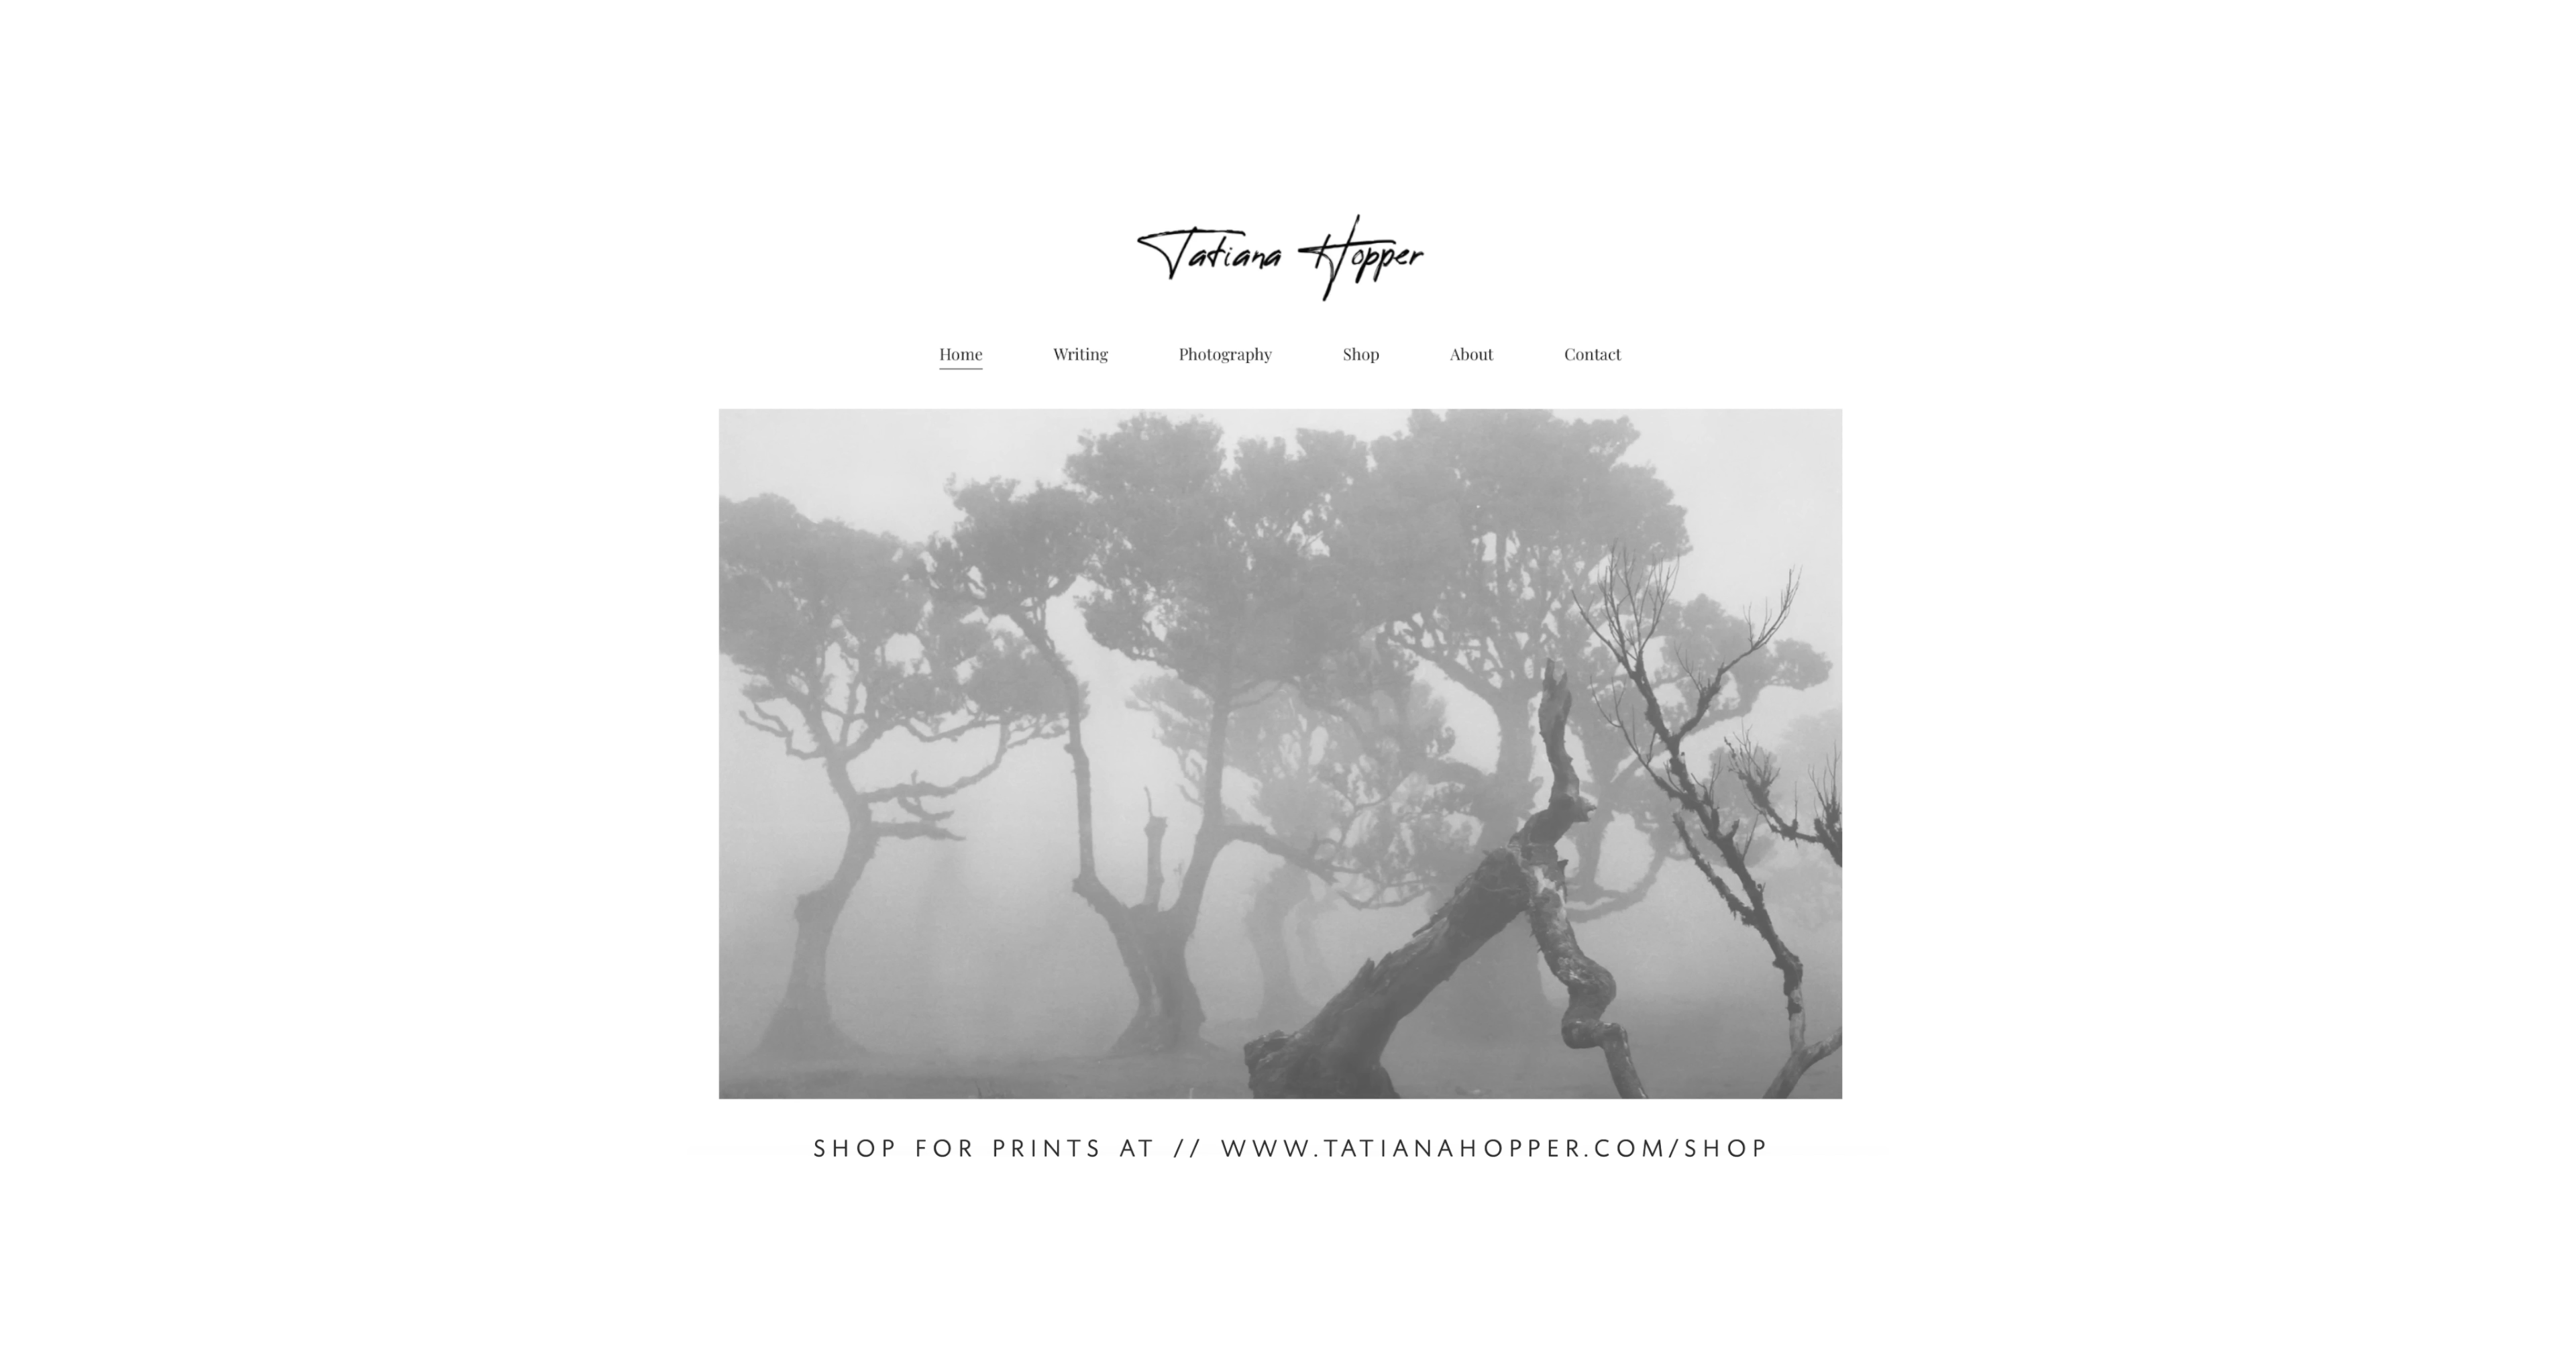 Tatiana Hopper
Home Writing Photography Shop About Contact
SHOP FOR PRINTS AT // WWW.TATIANAHOPPER.COM/SHOP